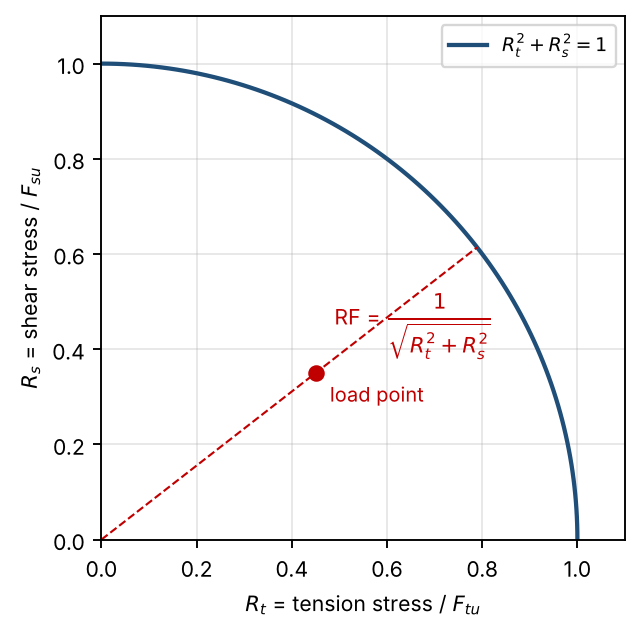 R_t^2 + R_s^2 = 1
1.0
0.8
0.6
0.4
0.2
0.0
R_s = shear stress / F_su
RF = 1 / √(R_t^2 + R_s^2)
load point
0.0 0.2 0.4 0.6 0.8 1.0
R_t = tension stress / F_tu